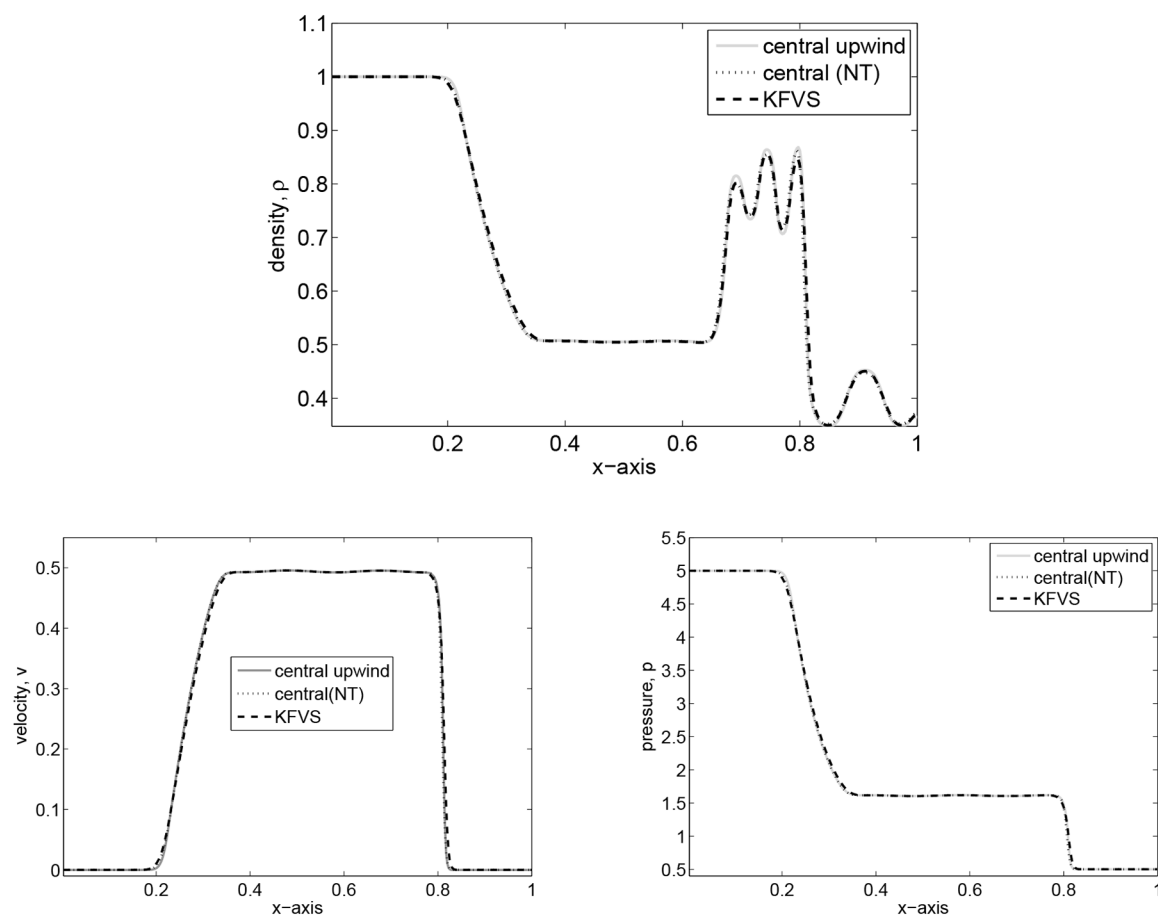 1.1
1
0.9
0.8
0.7
0.6
0.5
0.4
density, ρ
central upwind
central (NT)
KFVS
0.2 0.4 0.6 0.8 1
x−axis
0.5
0.4
0.3
0.2
0.1
0
velocity, v
central upwind
central(NT)
KFVS
0.2 0.4 0.6 0.8 1
x−axis
5.5
5
4.5
4
3.5
3
2.5
2
1.5
1
0.5
pressure, p
central upwind
central(NT)
KFVS
0.2 0.4 0.6 0.8 1
x−axis